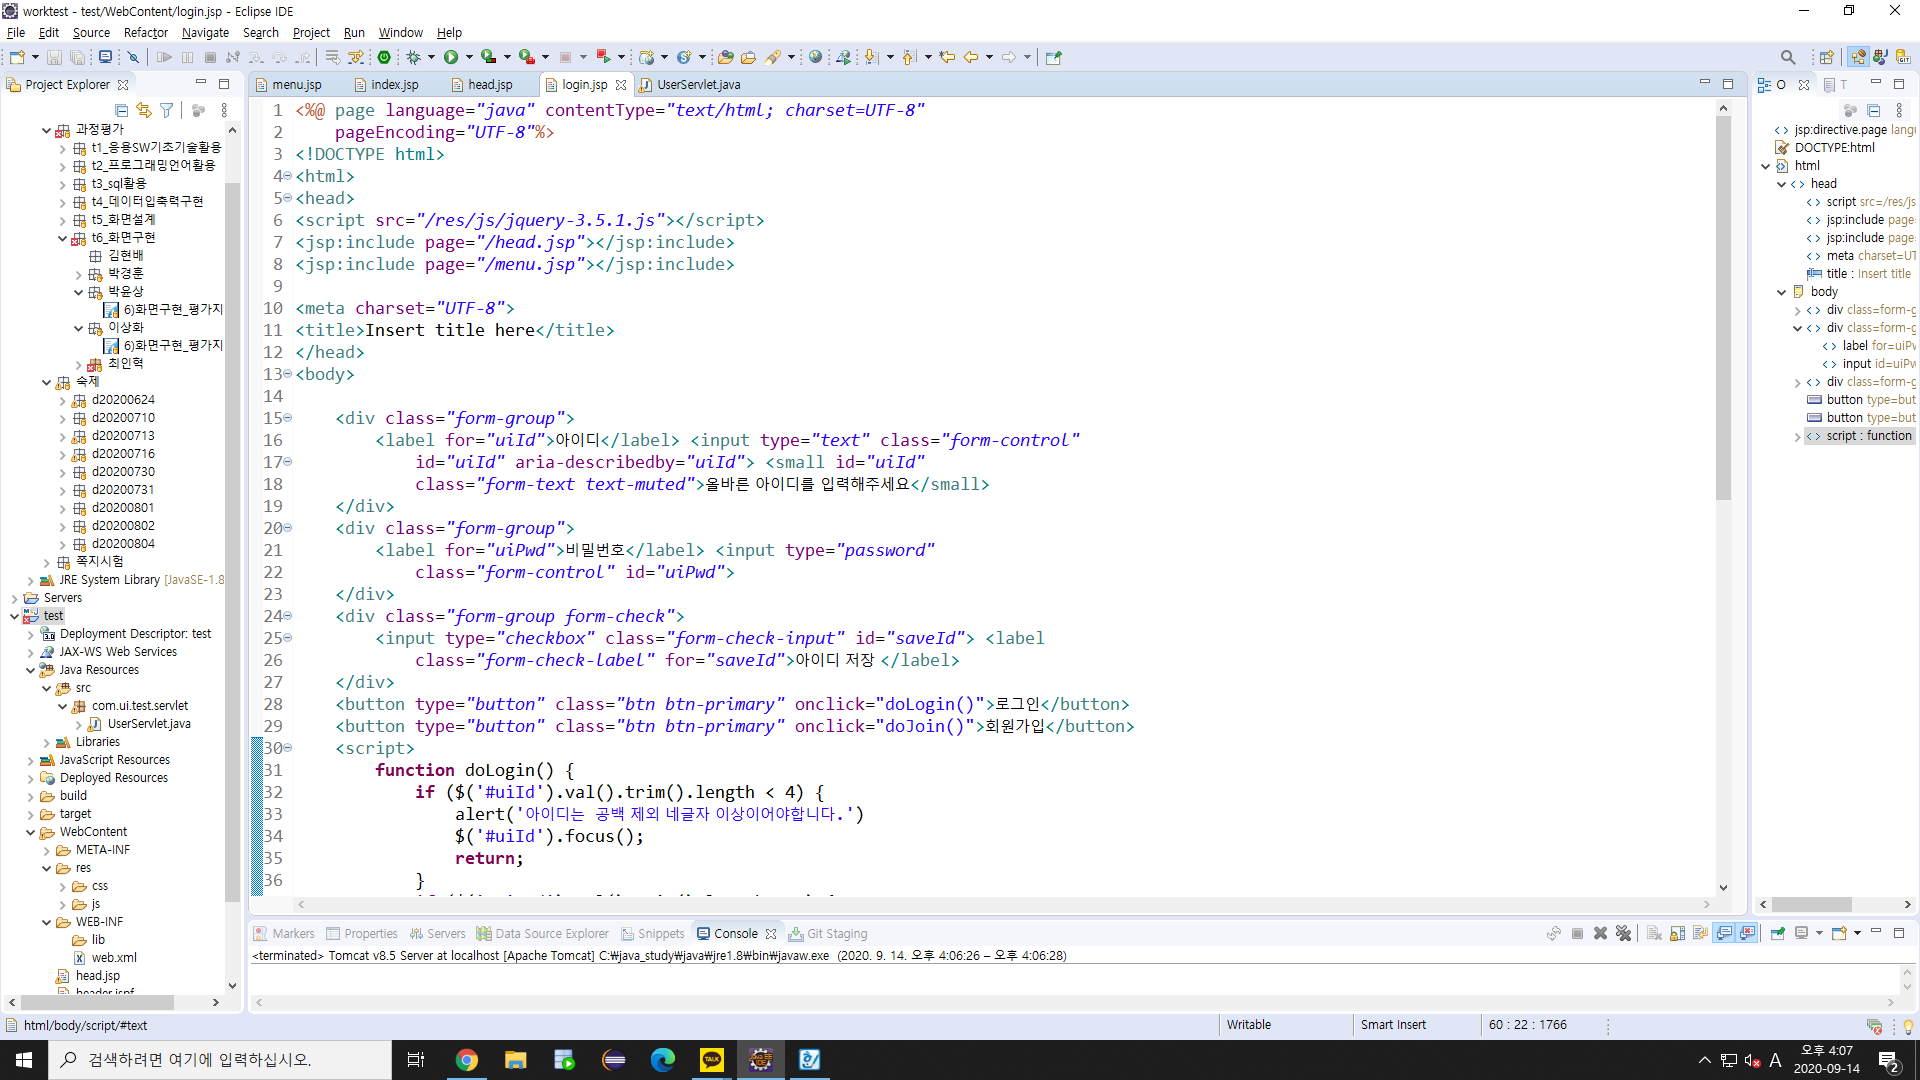 worktest - test/WebContent/login.jsp - Eclipse IDE
File Edit Source Refactor Navigate Search Project Run Window Help
Project Explorer
과정평가
t1_응용SW기초기술활용
t2_프로그래밍언어활용
t3_sql활용
t4_데이터입축력구현
t5_화면설계
t6_화면구현
김현배
박경훈
박윤상
6)화면구현_평가지
이상화
6)화면구현_평가지
최인혁
숙제
d20200624
d20200710
d20200713
d20200716
d20200730
d20200731
d20200801
d20200802
d20200804
쪽지시험
JRE System Library [JavaSE-1.8
Servers
test
Deployment Descriptor: test
JAX-WS Web Services
Java Resources
src
com.ui.test.servlet
UserServlet.java
Libraries
JavaScript Resources
Deployed Resources
build
target
WebContent
META-INF
res
css
js
WEB-INF
lib
web.xml
head.jsp
header.jspf
menu.jsp index.jsp head.jsp login.jsp UserServlet.java
1 <%@ page language="java" contentType="text/html; charset=UTF-8"
2 pageEncoding="UTF-8"%>
3 <!DOCTYPE html>
4 <html>
5 <head>
6 <script src="/res/js/jquery-3.5.1.js"></script>
7 <jsp:include page="/head.jsp"></jsp:include>
8 <jsp:include page="/menu.jsp"></jsp:include>
9
10 <meta charset="UTF-8">
11 <title>Insert title here</title>
12 </head>
13 <body>
14
15 <div class="form-group">
16 <label for="uiId">아이디</label> <input type="text" class="form-control"
17 id="uiId" aria-describedby="uiId"> <small id="uiId"
18 class="form-text text-muted">올바른 아이디를 입력해주세요</small>
19 </div>
20 <div class="form-group">
21 <label for="uiPwd">비밀번호</label> <input type="password"
22 class="form-control" id="uiPwd">
23 </div>
24 <div class="form-group form-check">
25 <input type="checkbox" class="form-check-input" id="saveId"> <label
26 class="form-check-label" for="saveId">아이디 저장 </label>
27 </div>
28 <button type="button" class="btn btn-primary" onclick="doLogin()">로그인</button>
29 <button type="button" class="btn btn-primary" onclick="doJoin()">회원가입</button>
30 <script>
31 function doLogin() {
32 if ($('#uiId').val().trim().length < 4) {
33 alert('아이디는 공백 제외 네글자 이상이어야합니다.')
34 $('#uiId').focus();
35 return;
36 }
O T
jsp:directive.page lang
DOCTYPE:html
html
head
script src=/res/js
jsp:include page
jsp:include page
meta charset=UT
title : Insert title
body
div class=form-g
div class=form-g
label for=uiPw
input id=uiPw
div class=form-g
button type=but
button type=but
script : function
Markers Properties Servers Data Source Explorer Snippets Console Git Staging
<terminated> Tomcat v8.5 Server at localhost [Apache Tomcat] C:₩java_study₩java₩jre1.8₩bin₩javaw.exe (2020. 9. 14. 오후 4:06:26 – 오후 4:06:28)
html/body/script/#text Writable Smart Insert 60 : 22 : 1766
검색하려면 여기에 입력하십시오. TALK A 오후 4:07
2020-09-14 2